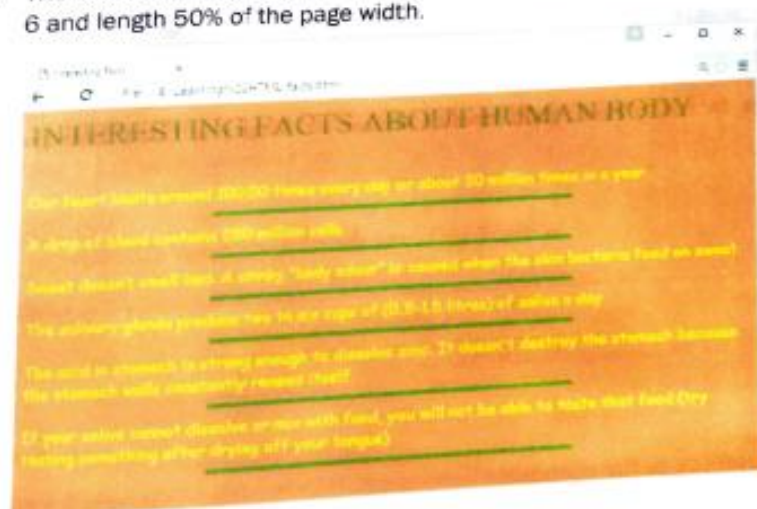 6 and length 50% of the page width.
INTERESTING FACTS ABOUT HUMAN BODY
Our heart beats around 100,00 times every day or about 30 million times in a year
A drop of blood contains million cells
Sweat doesn't smell bad. A stinky "body odour" is caused when the skin bacteria feed on sweat
The salivary glands produce two to six cups of (0.5-1.5 litres) of saliva a day
The acid in stomach is strong enough to dissolve zinc. It doesn't destroy the stomach because
the stomach walls constantly renews itself
If your saliva cannot dissolve or mix with food, you will not be able to taste that food.(try
tasting something after drying off your tongue)